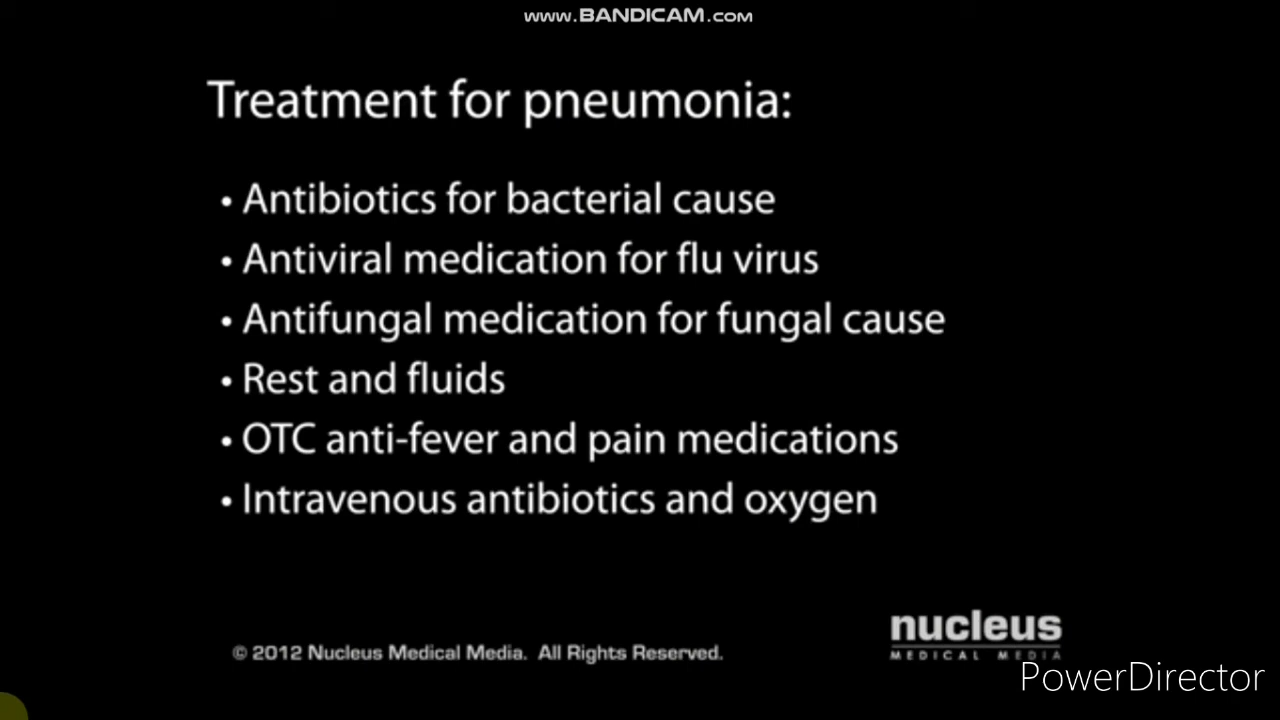 www.BANDICAM.com
Treatment for pneumonia:
• Antibiotics for bacterial cause
• Antiviral medication for flu virus
• Antifungal medication for fungal cause
• Rest and fluids
• OTC anti-fever and pain medications
• Intravenous antibiotics and oxygen
nucleus
MEDICAL MEDIA
© 2012 Nucleus Medical Media. All Rights Reserved.
PowerDirector